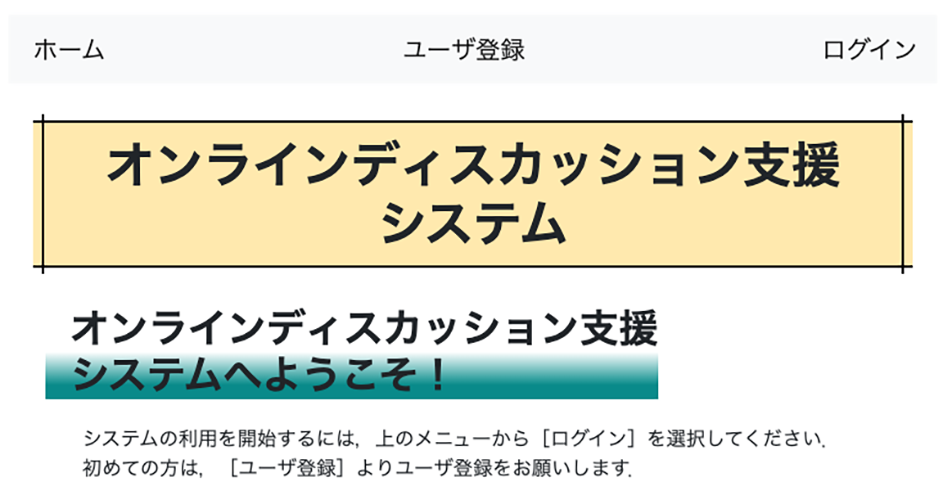 ホーム ユーザ登録 ログイン
オンラインディスカッション支援
システム
オンラインディスカッション支援
システムへようこそ！
システムの利用を開始するには，上のメニューから［ログイン］を選択してください．
初めての方は，［ユーザ登録］よりユーザ登録をお願いします．